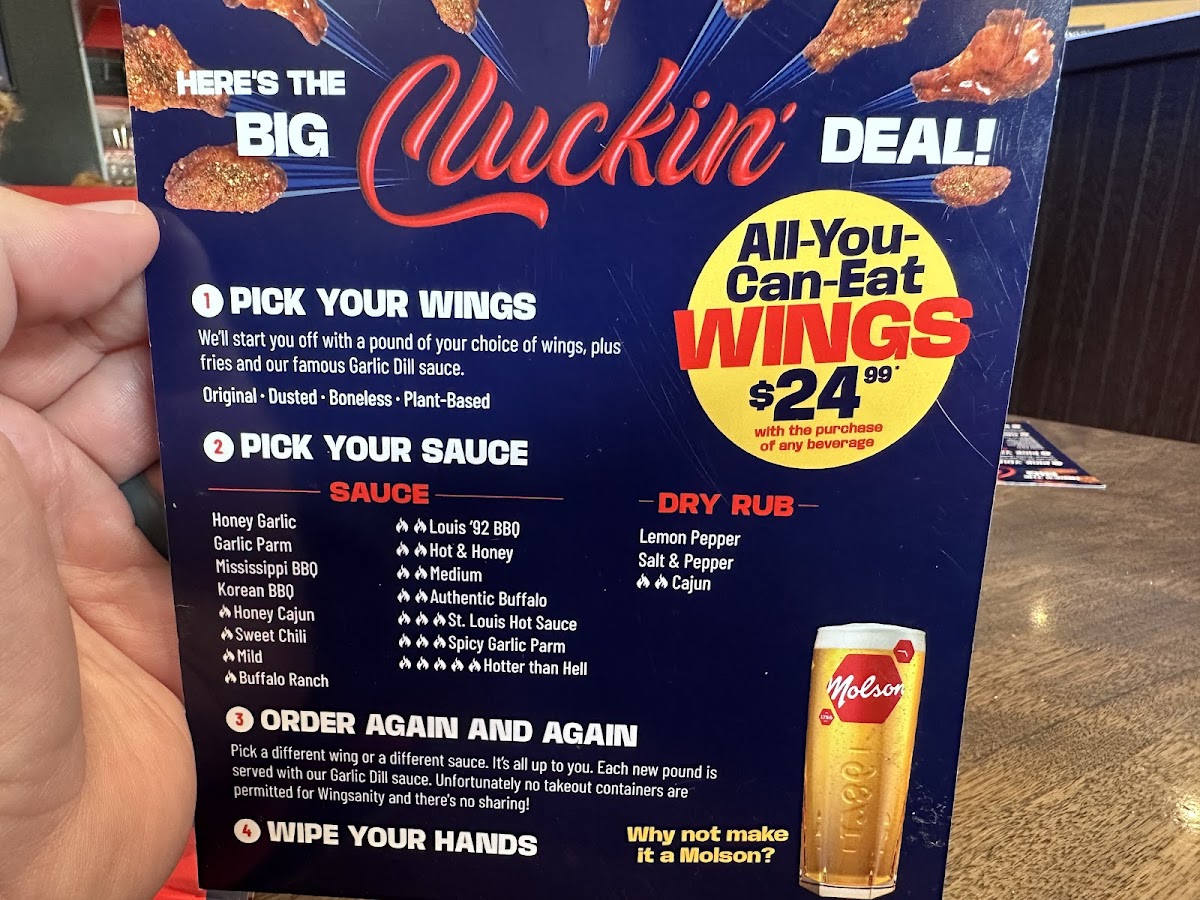 HERE'S THE
BIG Cluckin' DEAL!
All-You-
Can-Eat
WINGS
$24 99*
with the purchase
of any beverage
1 PICK YOUR WINGS
We'll start you off with a pound of your choice of wings, plus
fries and our famous Garlic Dill sauce.
Original · Dusted · Boneless · Plant-Based
2 PICK YOUR SAUCE
SAUCE
Honey Garlic
Garlic Parm
Mississippi BBQ
Korean BBQ
Honey Cajun
Sweet Chili
Mild
Buffalo Ranch
Louis '92 BBQ
Hot & Honey
Medium
Authentic Buffalo
St. Louis Hot Sauce
Spicy Garlic Parm
Hotter than Hell
DRY RUB
Lemon Pepper
Salt & Pepper
Cajun
3 ORDER AGAIN AND AGAIN
Pick a different wing or a different sauce. It's all up to you. Each new pound is
served with our Garlic Dill sauce. Unfortunately no takeout containers are
permitted for Wingsanity and there's no sharing!
4 WIPE YOUR HANDS
Why not make
it a Molson?
Molson
1786